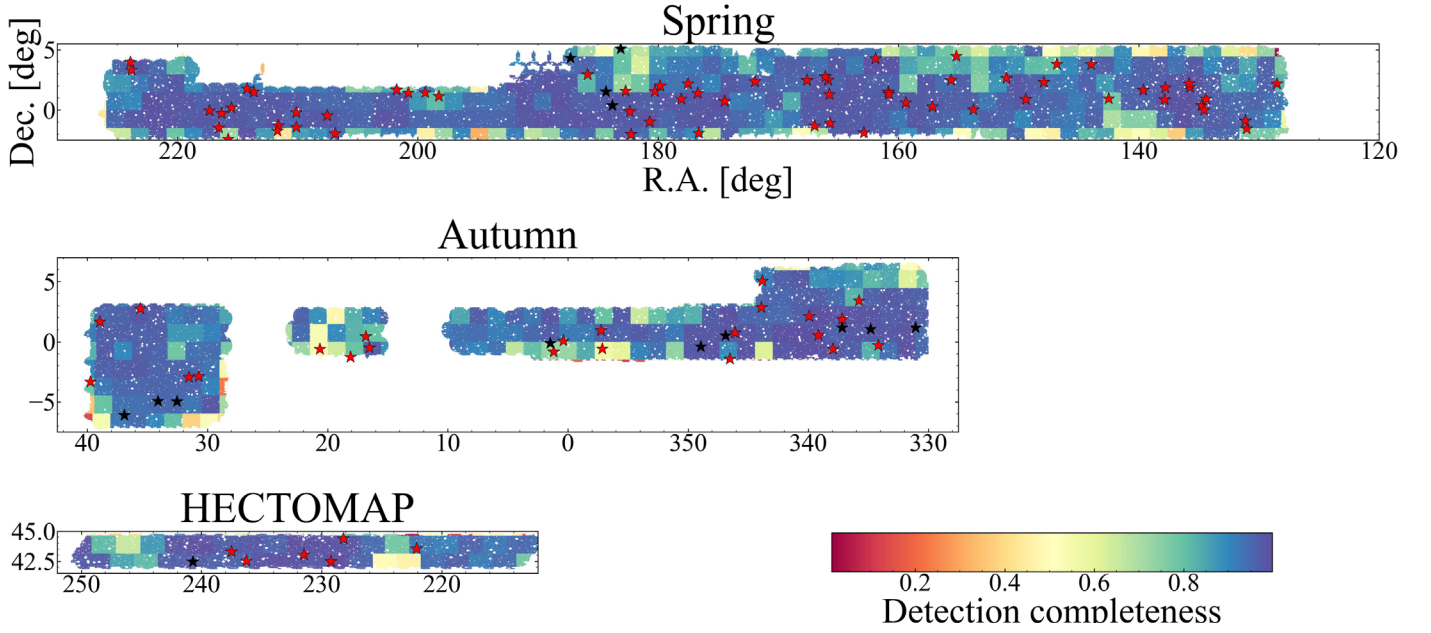 Spring
Dec. [deg]
5
0
220 200 180 160 140 120
R.A. [deg]
Autumn
5
0
−5
40 30 20 10 0 350 340 330
HECTOMAP
45.0
42.5
250 240 230 220
0.2 0.4 0.6 0.8
Detection completeness